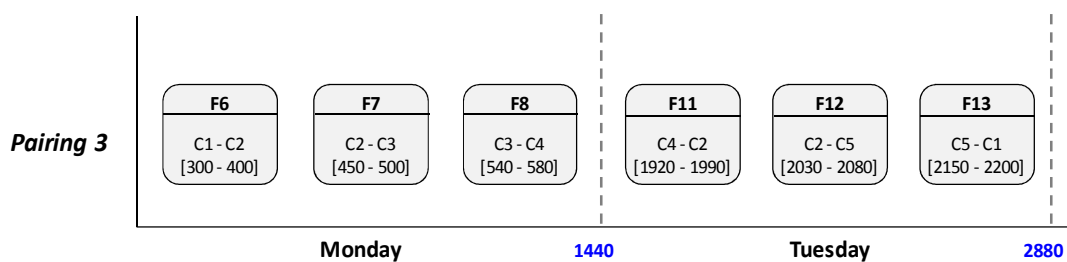 F6 F7 F8 F11 F12 F13
Pairing 3
C1 - C2 C2 - C3 C3 - C4 C4 - C2 C2 - C5 C5 - C1
[300 - 400] [450 - 500] [540 - 580] [1920 - 1990] [2030 - 2080] [2150 - 2200]
Monday 1440 Tuesday 2880